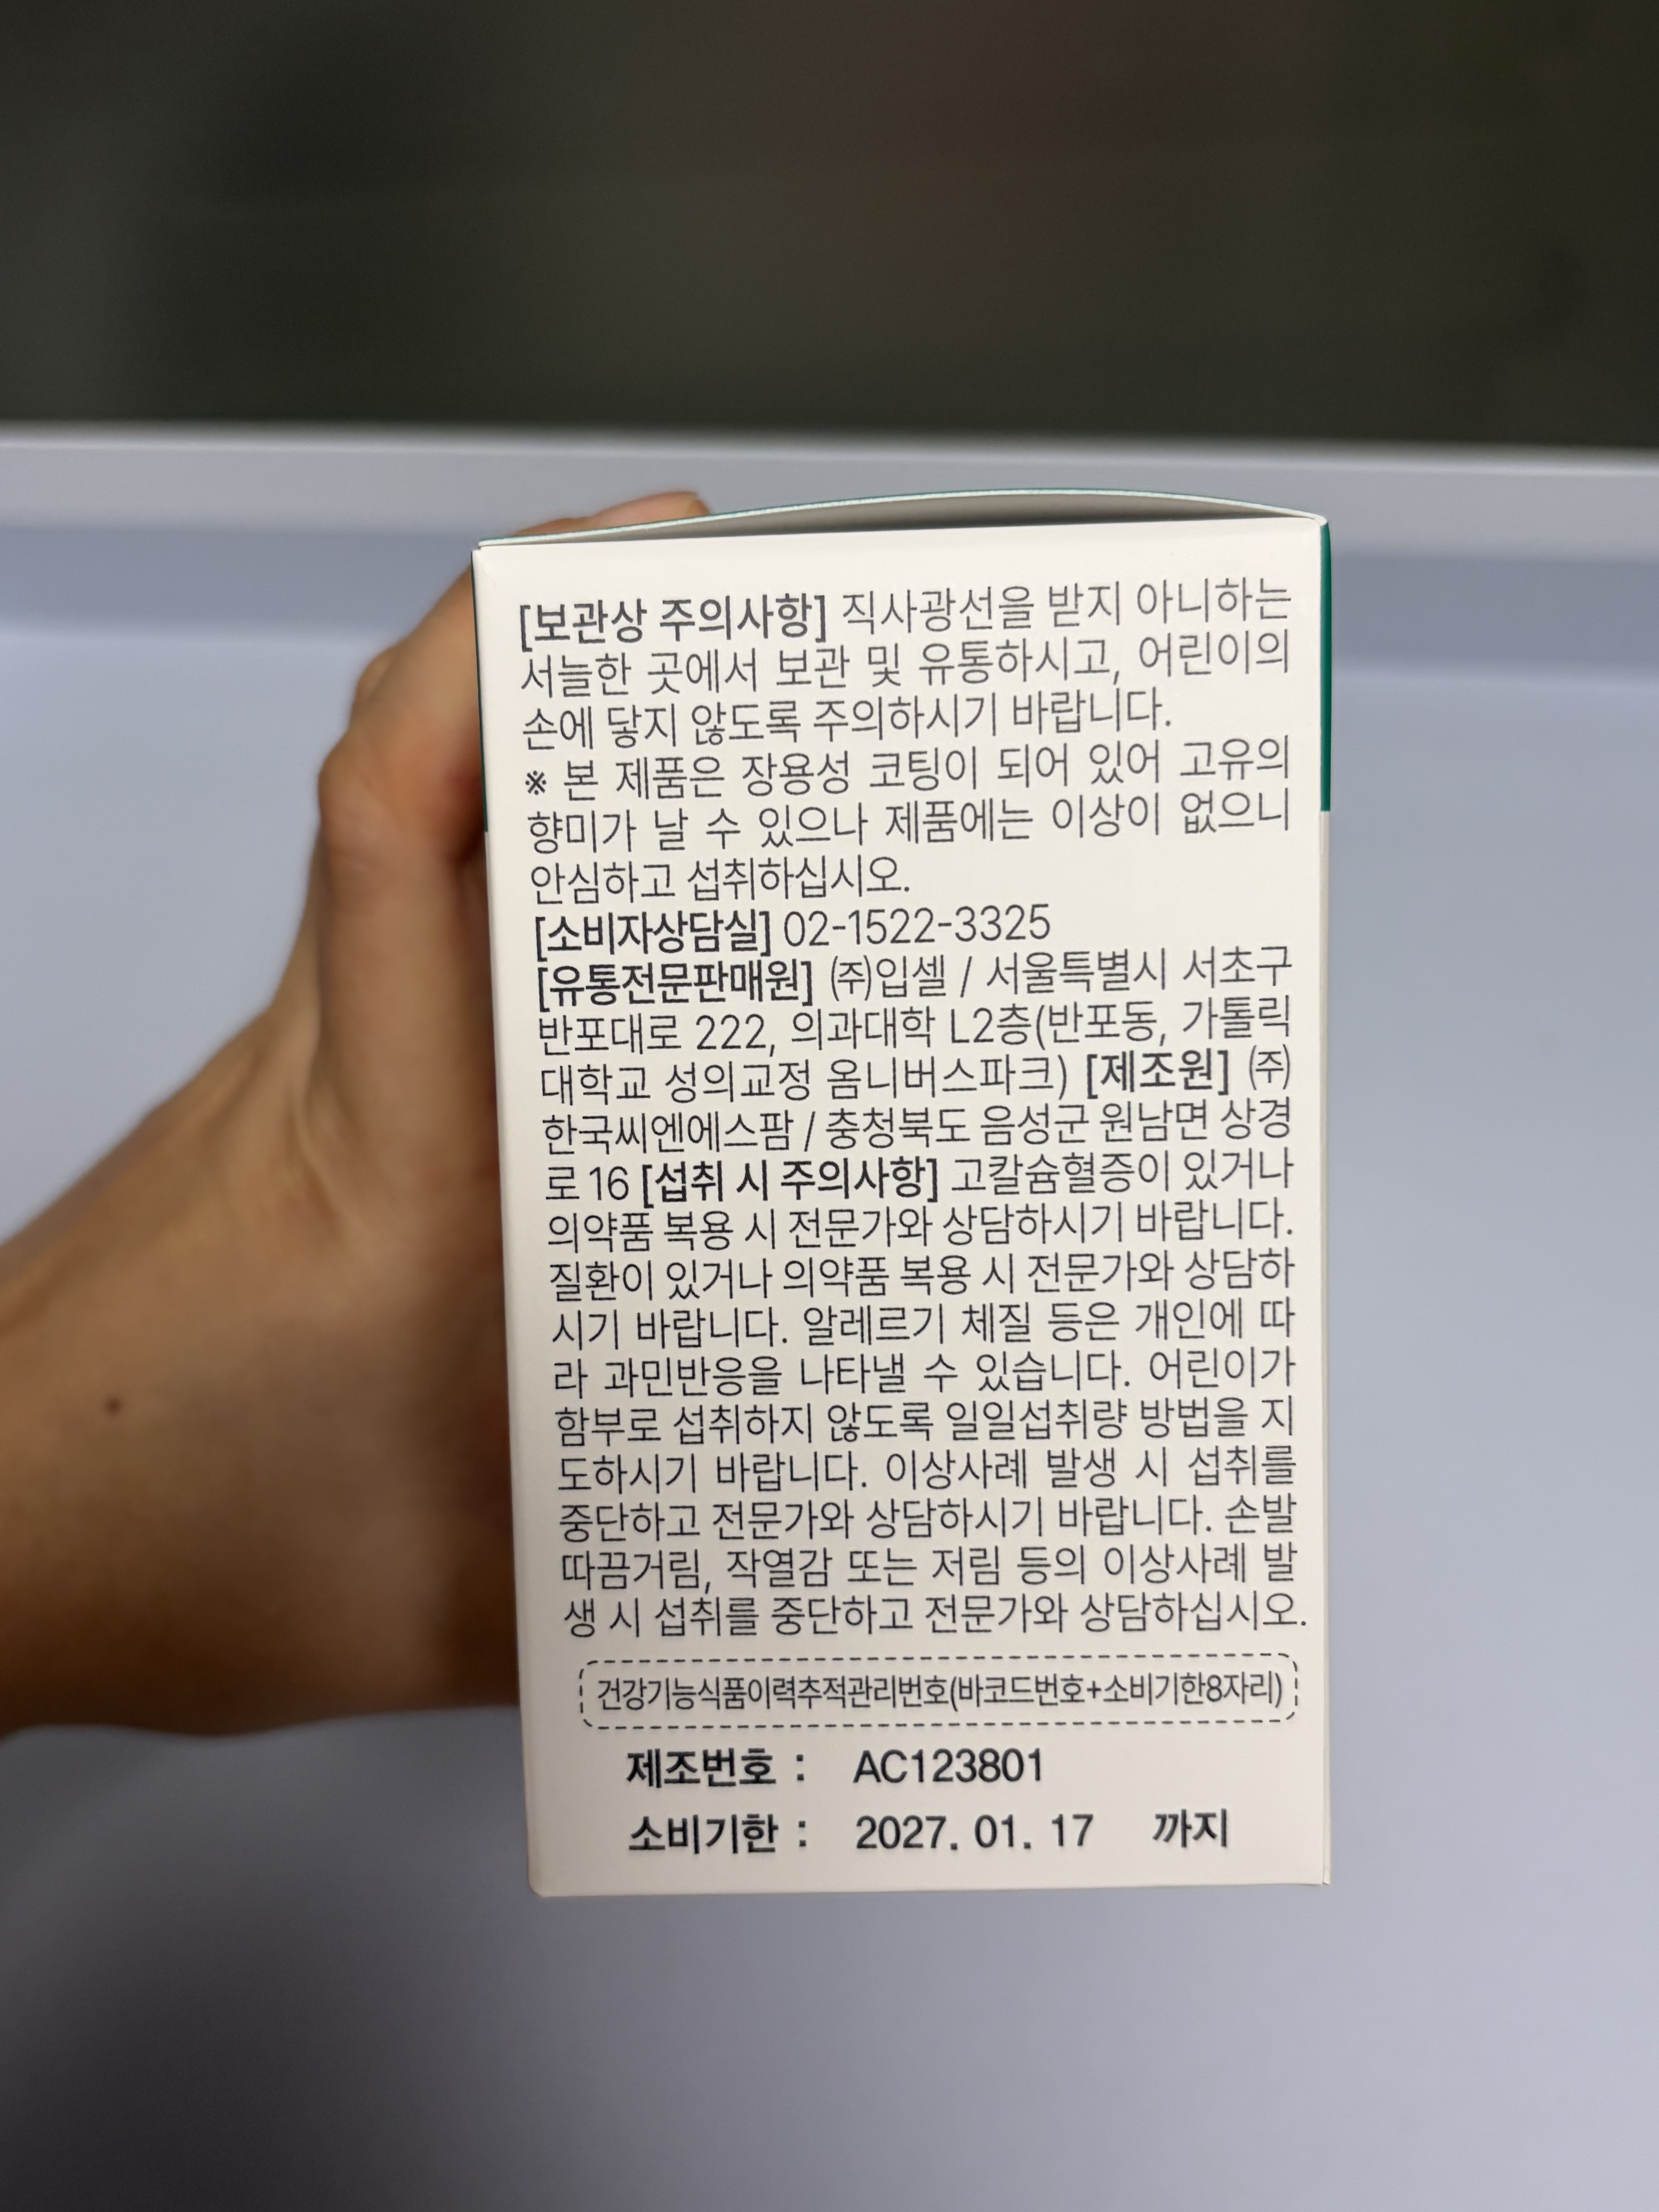 [보관상 주의사항] 직사광선을 받지 아니하는
서늘한 곳에서 보관 및 유통하시고, 어린이의
손에 닿지 않도록 주의하시기 바랍니다.
※ 본 제품은 장용성 코팅이 되어 있어 고유의
향미가 날 수 있으나 제품에는 이상이 없으니
안심하고 섭취하십시오.
[소비자상담실] 02-1522-3325
[유통전문판매원] ㈜입셀 / 서울특별시 서초구
반포대로 222, 의과대학 L2층(반포동, 가톨릭
대학교 성의교정 옴니버스파크) [제조원] ㈜
한국씨엔에스팜 / 충청북도 음성군 원남면 상경
로 16 [섭취 시 주의사항] 고칼슘혈증이 있거나
의약품 복용 시 전문가와 상담하시기 바랍니다.
질환이 있거나 의약품 복용 시 전문가와 상담하
시기 바랍니다. 알레르기 체질 등은 개인에 따
라 과민반응을 나타낼 수 있습니다. 어린이가
함부로 섭취하지 않도록 일일섭취량 방법을 지
도하시기 바랍니다. 이상사례 발생 시 섭취를
중단하고 전문가와 상담하시기 바랍니다. 손발
따끔거림, 작열감 또는 저림 등의 이상사례 발
생 시 섭취를 중단하고 전문가와 상담하십시오.
건강기능식품이력추적관리번호(바코드번호+소비기한8자리)
제조번호 : AC123801
소비기한 : 2027. 01. 17 까지